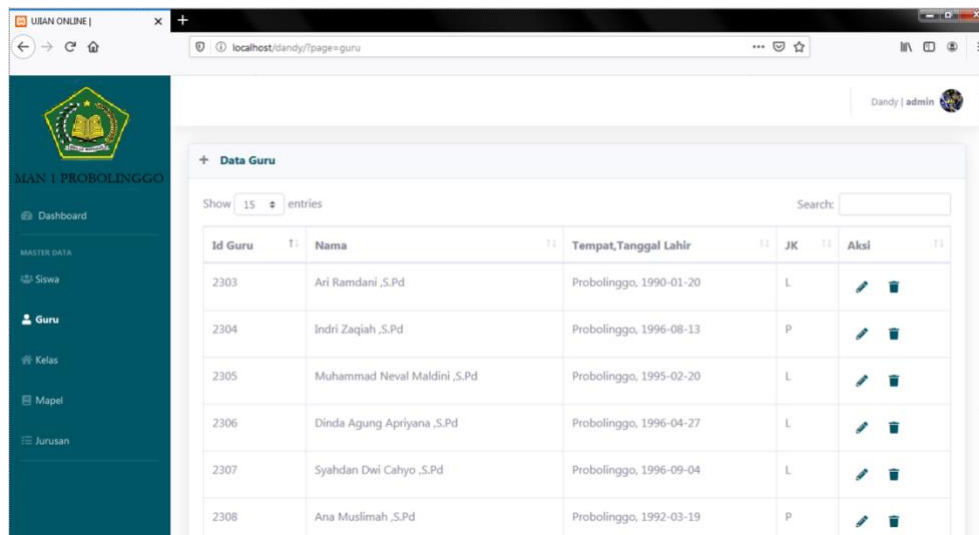 UJIAN ONLINE |
localhost/dandy/?page=guru
Dandy | admin
MAN 1 PROBOLINGGO
Dashboard
MASTER DATA
Siswa
Guru
Kelas
Mapel
Jurusan
+ Data Guru
Show 15 entries
Search:
Id Guru Nama Tempat,Tanggal Lahir JK Aksi
2303 Ari Ramdani ,S.Pd Probolinggo, 1990-01-20 L
2304 Indri Zaqiah ,S.Pd Probolinggo, 1996-08-13 P
2305 Muhammad Neval Maldini ,S.Pd Probolinggo, 1995-02-20 L
2306 Dinda Agung Apriyana ,S.Pd Probolinggo, 1996-04-27 L
2307 Syahdan Dwi Cahyo ,S.Pd Probolinggo, 1996-09-04 L
2308 Ana Muslimah ,S.Pd Probolinggo, 1992-03-19 P